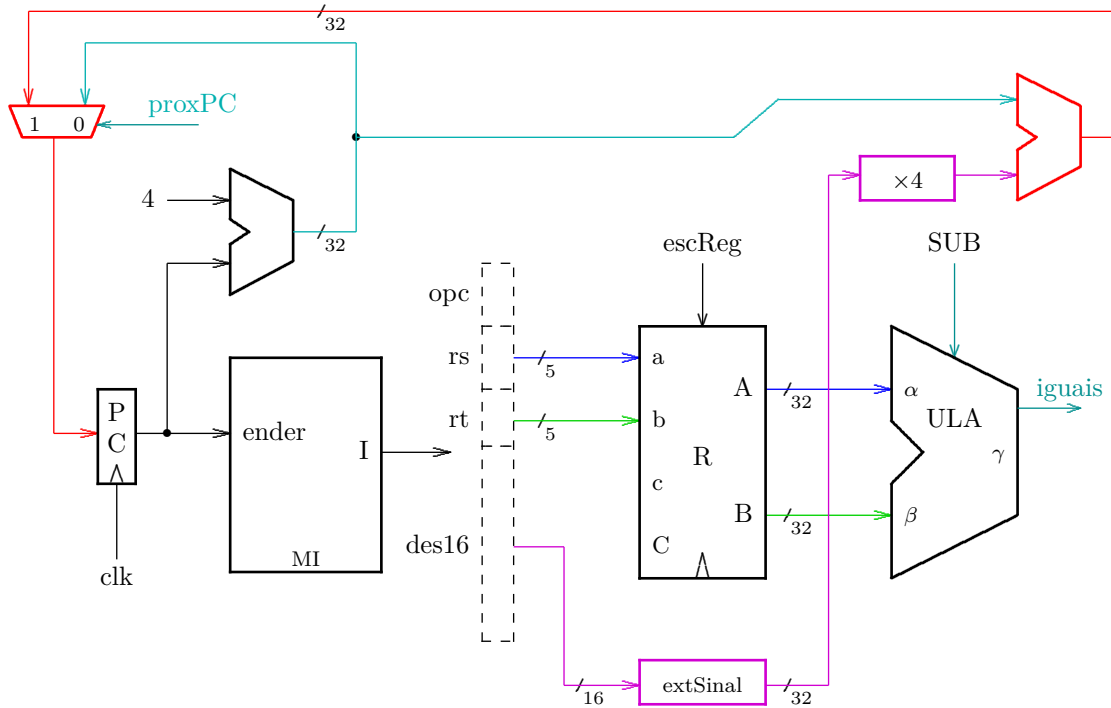 32
proxPC
1 0
×4
4
32
escReg
SUB
opc
rs
5
a
A
32
α
iguais
P
C
ender
I
rt
5
b
ULA
R
γ
c
B
32
β
des16
C
MI
clk
16
extSinal
32